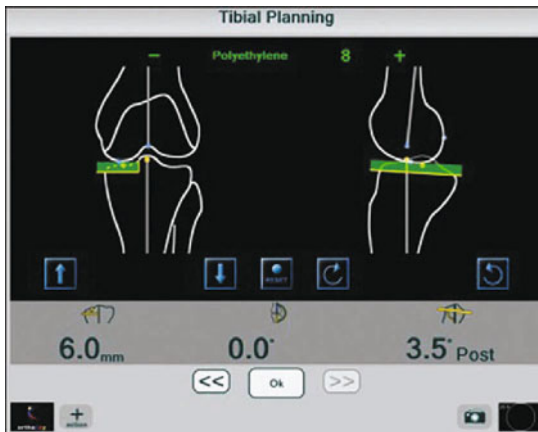 Tibial Planning
− Polyethylene 8 +
RESET
6.0mm 0.0° 3.5° Post
<< Ok >>
action